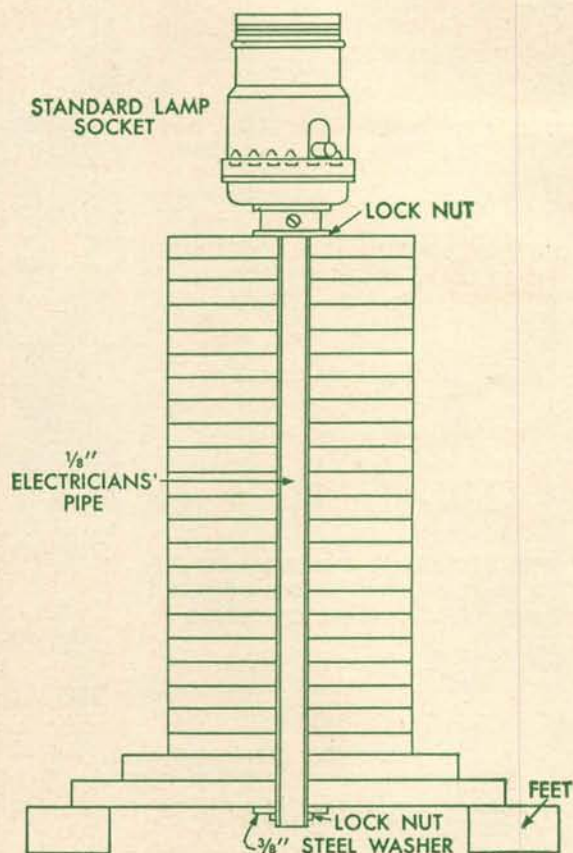 STANDARD LAMP
SOCKET
LOCK NUT
1/8"
ELECTRICIANS'
PIPE
FEET
LOCK NUT
3/8" STEEL WASHER